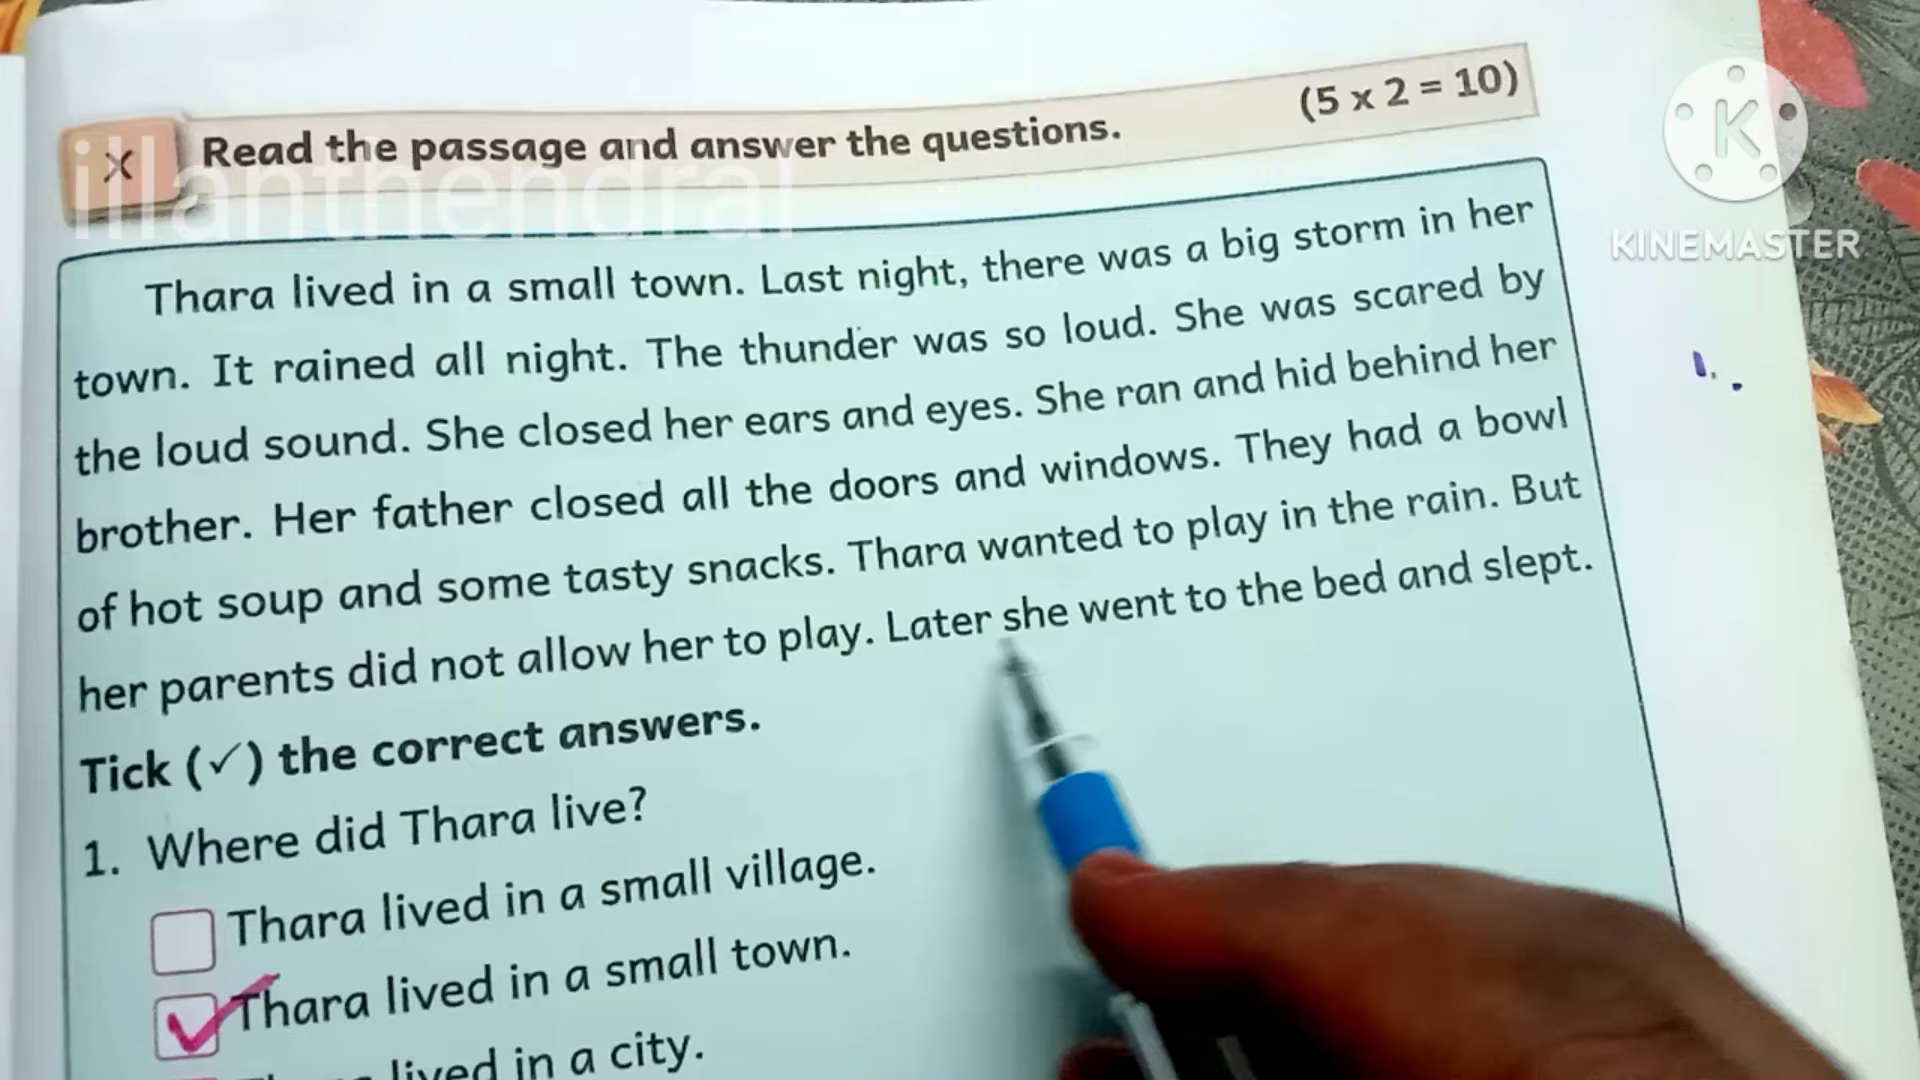 X Read the passage and answer the questions. (5 x 2 = 10)
illanthendral
K
KINEMASTER
Thara lived in a small town. Last night, there was a big storm in her
town. It rained all night. The thunder was so loud. She was scared by
the loud sound. She closed her ears and eyes. She ran and hid behind her
brother. Her father closed all the doors and windows. They had a bowl
of hot soup and some tasty snacks. Thara wanted to play in the rain. But
her parents did not allow her to play. Later she went to the bed and slept.
Tick (✓) the correct answers.
1. Where did Thara live?
Thara lived in a small village.
Thara lived in a small town.
lived in a city.